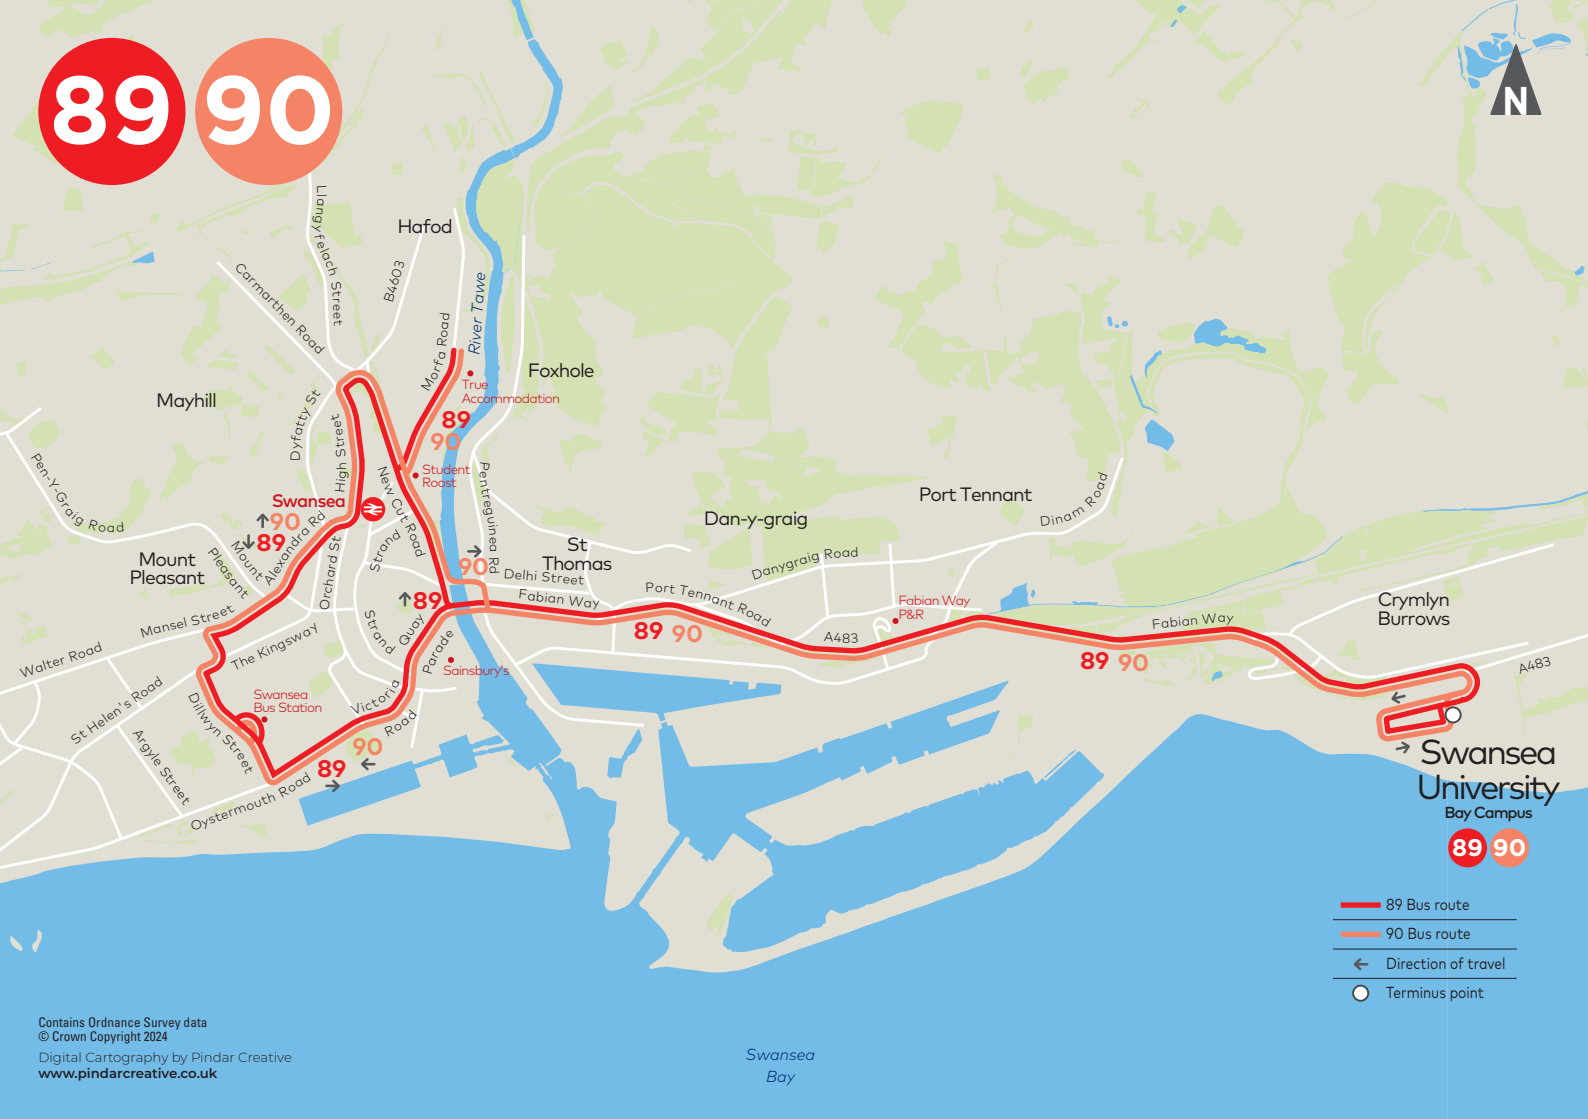 89 90
N
Llangyfelach Street
Hafod
B4603
Carmarthen Road
River Tawe
Morfa Road
Foxhole
True
Accommodation
Mayhill
Dyfatty St
High Street
89
90
Student
Roost
New Cut Road
Pentreguinea Rd
Pen-Y-Graig Road
Swansea
90
89
Alexandra Rd
Mount
Pleasant
Mount
Pleasant
Orchard St
Strand
Port Tennant
Dinam Road
Dan-y-graig
St
Thomas
90
Delhi Street
Danygraig Road
Fabian Way
Port Tennant Road
89
89 90
A483
Fabian Way
P&R
Fabian Way
89 90
Crymlyn
Burrows
A483
Mansel Street
Walter Road
The Kingsway
Strand
Quay
Parade
Sainsbury's
St Helen's Road
Swansea
Bus Station
Dillwyn Street
Argyle Street
Victoria
Road
90
89
Oystermouth Road
Swansea
University
Bay Campus
89 90
89 Bus route
90 Bus route
Direction of travel
Terminus point
Swansea
Bay
Contains Ordnance Survey data
© Crown Copyright 2024
Digital Cartography by Pindar Creative
www.pindarcreative.co.uk